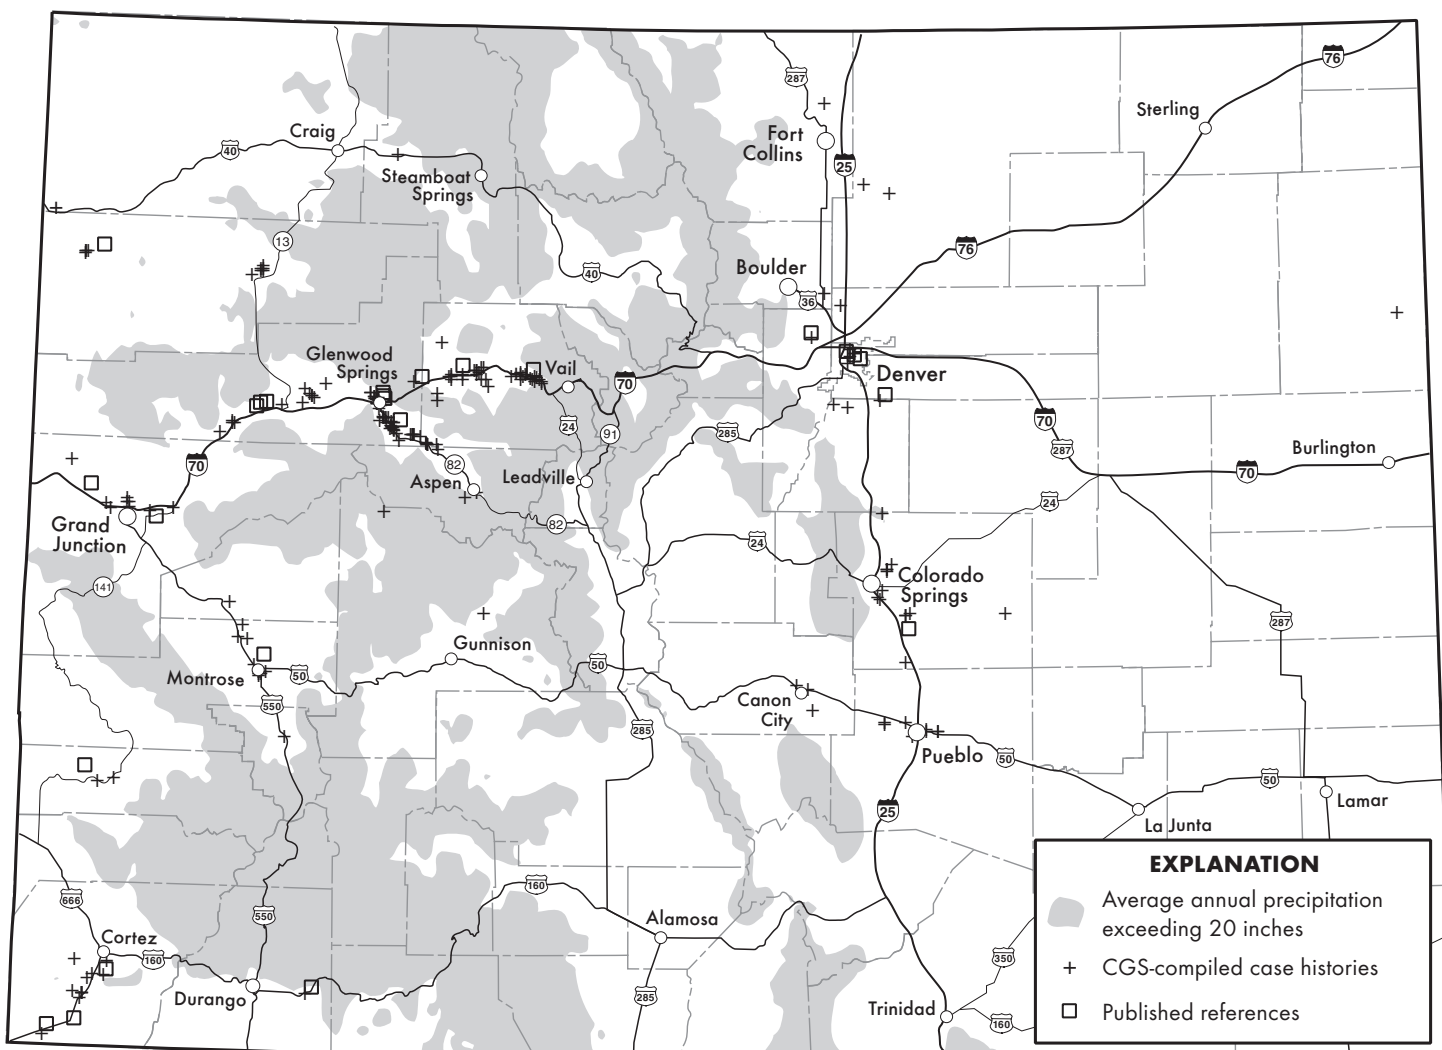 76
287
Sterling
Fort
Collins
Craig
40
25
Steamboat
Springs
13
76
Boulder
40
36
Glenwood
Springs
Vail
70
Denver
24
91
285
70
287
Burlington
70
82
Aspen
Leadville
70
24
Grand
Junction
82
24
141
Colorado
Springs
287
Gunnison
Montrose
50
50
550
Canon
City
285
Pueblo
50
50
Lamar
25
La Junta
EXPLANATION
Average annual precipitation
exceeding 20 inches
CGS-compiled case histories
Published references
160
666
550
Alamosa
Cortez
160
350
Durango
285
Trinidad
160